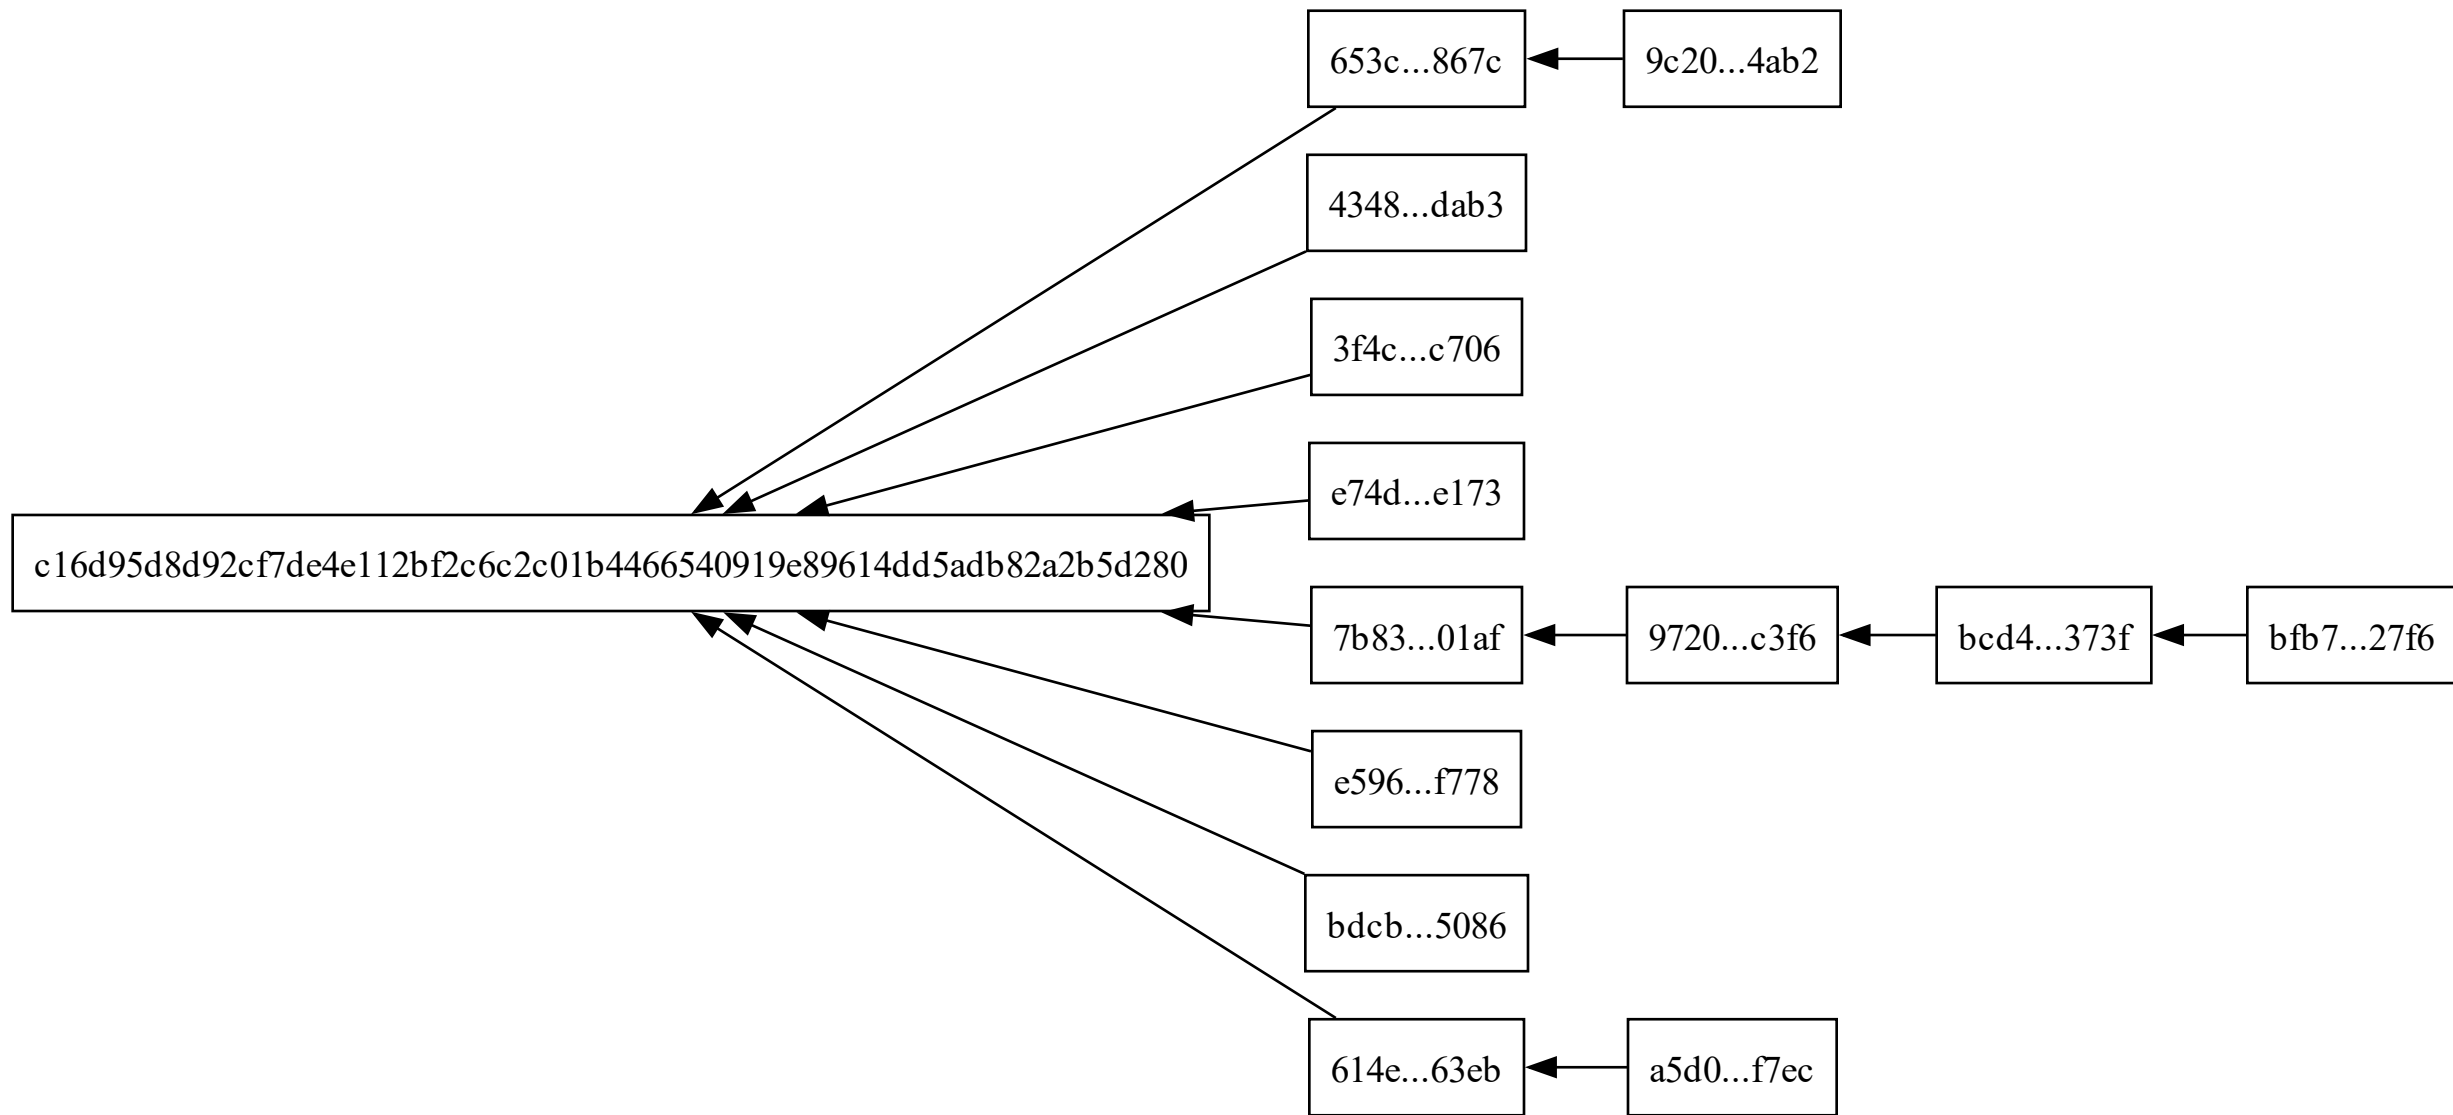 653c...867c
9c20...4ab2
4348...dab3
3f4c...c706
e74d...e173
c16d95d8d92cf7de4e112bf2c6c2c01b4466540919e89614dd5adb82a2b5d280
7b83...01af
9720...c3f6
bcd4...373f
bfb7...27f6
e596...f778
bdcb...5086
614e...63eb
a5d0...f7ec